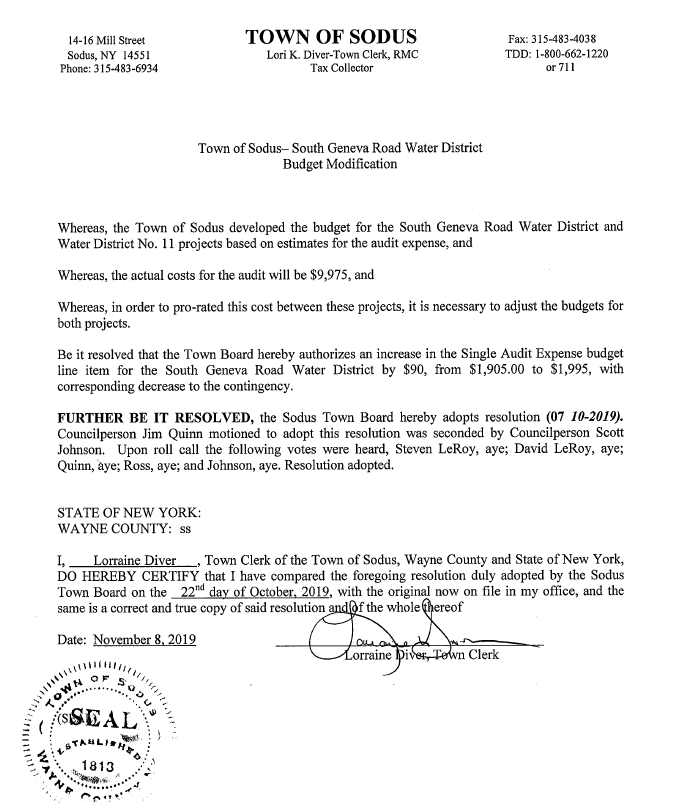 14-16 Mill Street
Sodus, NY 14551
Phone: 315-483-6934
TOWN OF SODUS
Lori K. Diver-Town Clerk, RMC
Tax Collector
Fax: 315-483-4038
TDD: 1-800-662-1220
or 711
Town of Sodus– South Geneva Road Water District
Budget Modification
Whereas, the Town of Sodus developed the budget for the South Geneva Road Water District and
Water District No. 11 projects based on estimates for the audit expense, and
Whereas, the actual costs for the audit will be $9,975, and
Whereas, in order to pro-rated this cost between these projects, it is necessary to adjust the budgets for
both projects.
Be it resolved that the Town Board hereby authorizes an increase in the Single Audit Expense budget
line item for the South Geneva Road Water District by $90, from $1,905.00 to $1,995, with
corresponding decrease to the contingency.
FURTHER BE IT RESOLVED, the Sodus Town Board hereby adopts resolution (07 10-2019).
Councilperson Jim Quinn motioned to adopt this resolution was seconded by Councilperson Scott
Johnson. Upon roll call the following votes were heard, Steven LeRoy, aye; David LeRoy, aye;
Quinn, aye; Ross, aye; and Johnson, aye. Resolution adopted.
STATE OF NEW YORK:
WAYNE COUNTY: ss
I, Lorraine Diver, Town Clerk of the Town of Sodus, Wayne County and State of New York,
DO HEREBY CERTIFY that I have compared the foregoing resolution duly adopted by the Sodus
Town Board on the 22nd day of October, 2019, with the original now on file in my office, and the
same is a correct and true copy of said resolution and of the whole thereof
Date: November 8, 2019
Lorraine Diver, Town Clerk
TOWN OF SODUS
SEAL
ESTABLISHED
1813
WAYNE COUNTY